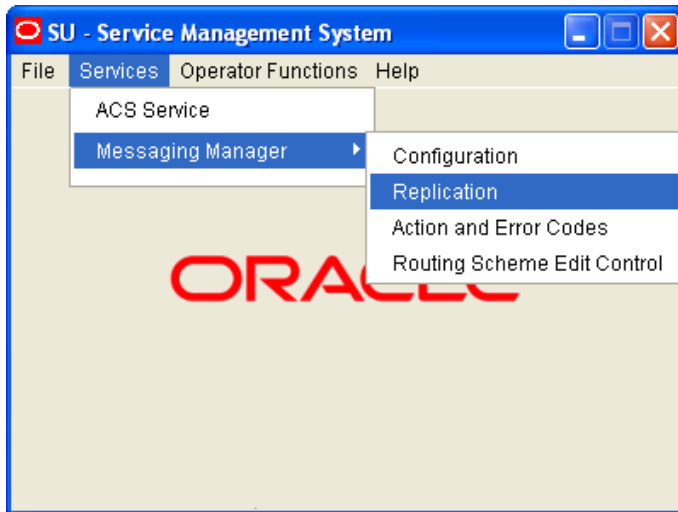 SU - Service Management System
File Services Operator Functions Help
ACS Service
Messaging Manager
Configuration
Replication
Action and Error Codes
Routing Scheme Edit Control
ORACLE